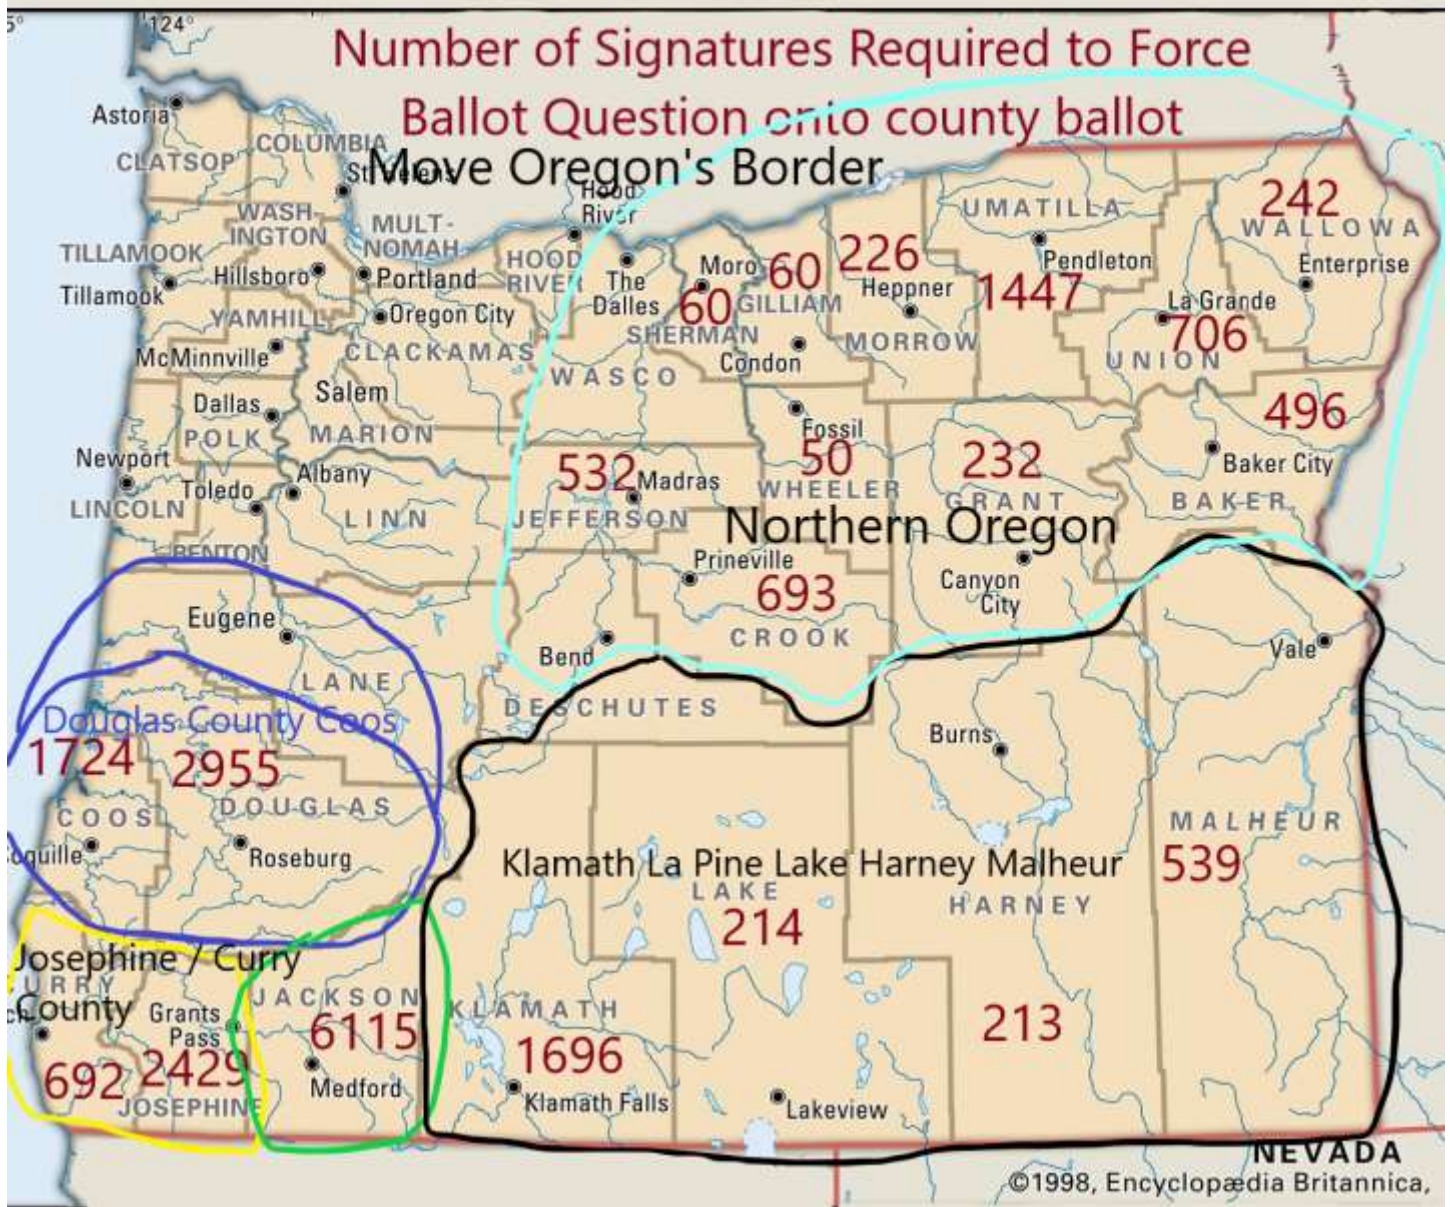 124°
Number of Signatures Required to Force
Ballot Question onto county ballot
Move Oregon's Border
Astoria
CLATSOP
COLUMBIA
St. Helens
Hood
River
WASH-
INGTON
MULT-
NOMAH
TILLAMOOK
Tillamook
Hillsboro
Portland
HOOD
RIVER
The
Dalles
Moro
60
60
GILLIAM
SHERMAN
Condon
226
Heppner
MORROW
UMATILLA
Pendleton
1447
242
WALLOWA
Enterprise
La Grande
706
UNION
YAMHILL
Oregon City
McMinnville
CLACKAMAS
WASCO
Dallas
Salem
POLK
MARION
Fossil
50
WHEELER
232
GRANT
496
Baker City
BAKER
Newport
Toledo
Albany
LINCOLN
LINN
BENTON
532
Madras
JEFFERSON
Northern Oregon
Prineville
693
CROOK
Canyon
City
Eugene
LANE
Bend
DESCHUTES
Vale
Burns
Douglas County Coos
1724
2955
COOS
DOUGLAS
Roseburg
Klamath La Pine Lake Harney Malheur
LAKE
214
HARNEY
213
MALHEUR
539
Josephine / Curry
County
URRY
Grants
Pass
692
2429
JOSEPHINE
JACKSON
6115
Medford
KLAMATH
1696
Klamath Falls
Lakeview
NEVADA
©1998, Encyclopædia Britannica,